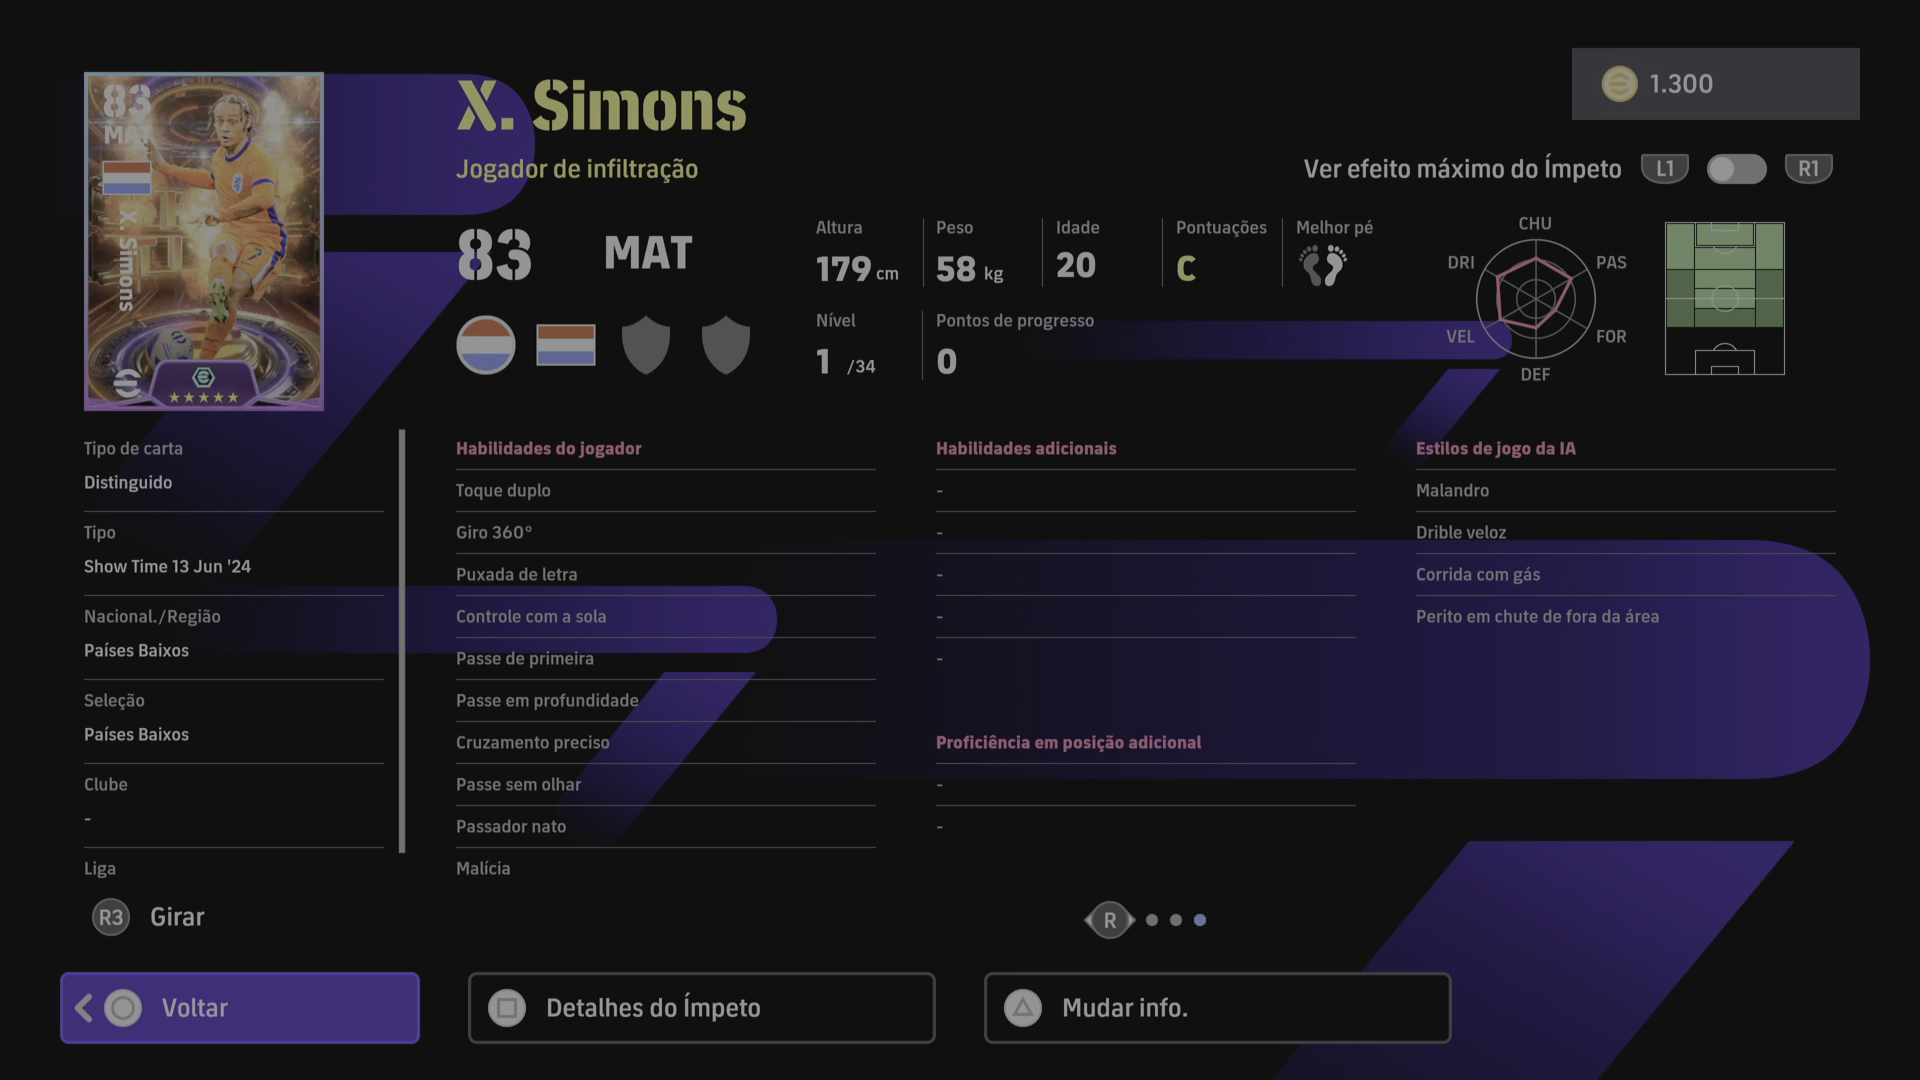 83
MAT
X. Simons
X. Simons
Jogador de infiltração
83
MAT
Altura
179 cm
Peso
58 kg
Idade
20
Pontuações
C
Melhor pé
Nível
1 /34
Pontos de progresso
0
1.300
Ver efeito máximo do Ímpeto
L1
R1
CHU
DRI
PAS
VEL
FOR
DEF
Tipo de carta
Distinguido
Tipo
Show Time 13 Jun '24
Nacional./Região
Países Baixos
Seleção
Países Baixos
Clube
-
Liga
Habilidades do jogador
Toque duplo
Giro 360°
Puxada de letra
Controle com a sola
Passe de primeira
Passe em profundidade
Cruzamento preciso
Passe sem olhar
Passador nato
Malícia
Habilidades adicionais
-
-
-
-
-
Proficiência em posição adicional
-
-
Estilos de jogo da IA
Malandro
Drible veloz
Corrida com gás
Perito em chute de fora da área
R3 Girar
R
Voltar
Detalhes do Ímpeto
Mudar info.